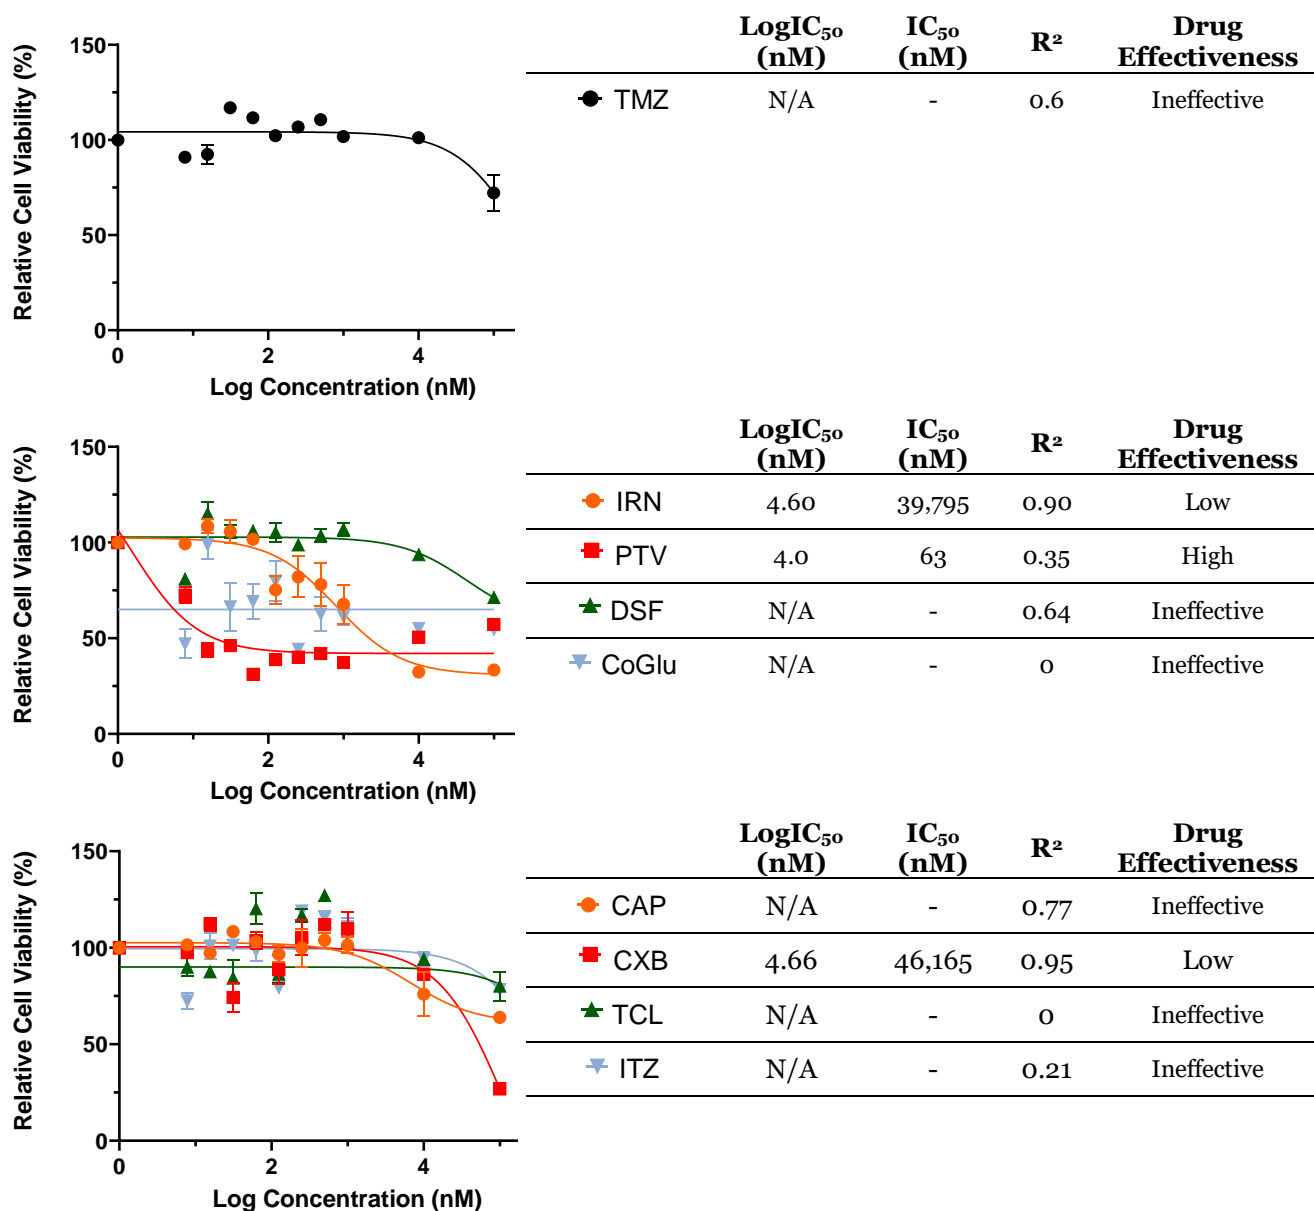 150
100
50
0
0 2 4
Relative Cell Viability (%)
Log Concentration (nM)
LogIC₅₀ (nM) IC₅₀ (nM) R² Drug Effectiveness
TMZ N/A - 0.6 Ineffective
150
100
50
0
0 2 4
Relative Cell Viability (%)
Log Concentration (nM)
LogIC₅₀ (nM) IC₅₀ (nM) R² Drug Effectiveness
IRN 4.60 39,795 0.90 Low
PTV 4.0 63 0.35 High
DSF N/A - 0.64 Ineffective
CoGlu N/A - 0 Ineffective
150
100
50
0
0 2 4
Relative Cell Viability (%)
Log Concentration (nM)
LogIC₅₀ (nM) IC₅₀ (nM) R² Drug Effectiveness
CAP N/A - 0.77 Ineffective
CXB 4.66 46,165 0.95 Low
TCL N/A - 0 Ineffective
ITZ N/A - 0.21 Ineffective